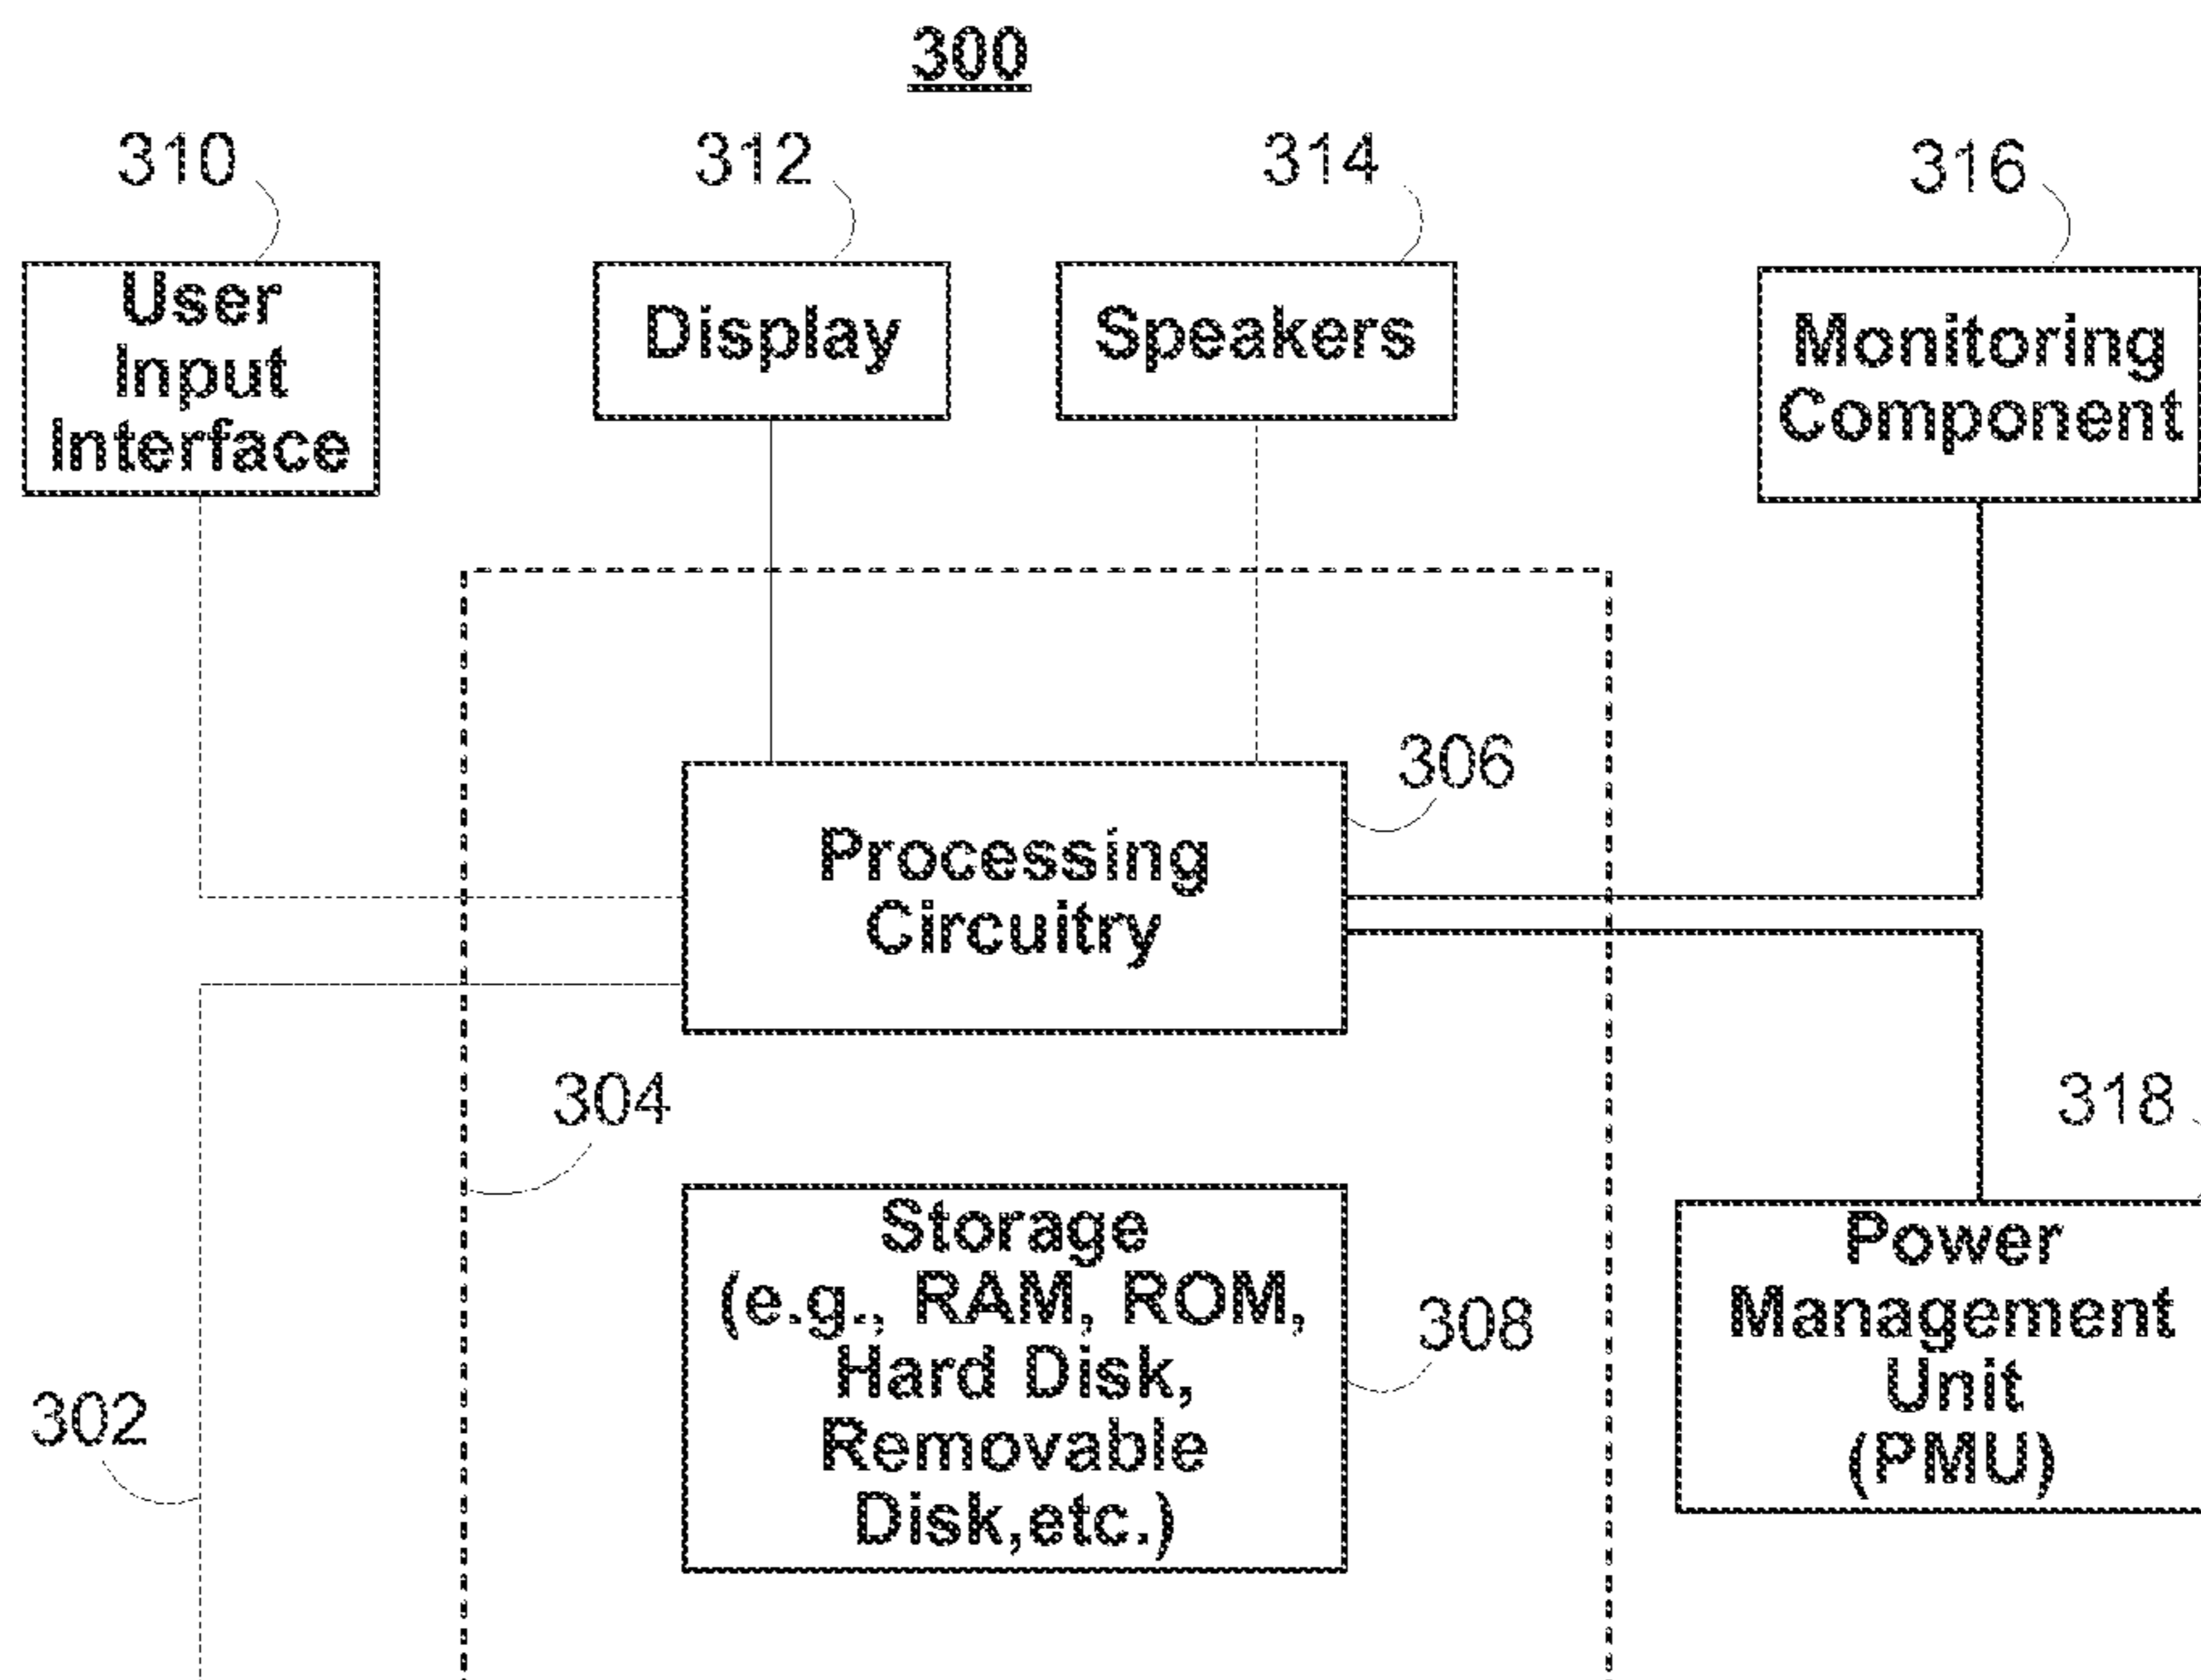 300
310
312
314
316
User
Input
Interface
Display
Speakers
Monitoring
Component
306
Processing
Circuitry
304
318
Storage
(e.g., RAM, ROM,
Hard Disk,
Removable
Disk,etc.)
308
302
Power
Management
Unit
(PMU)